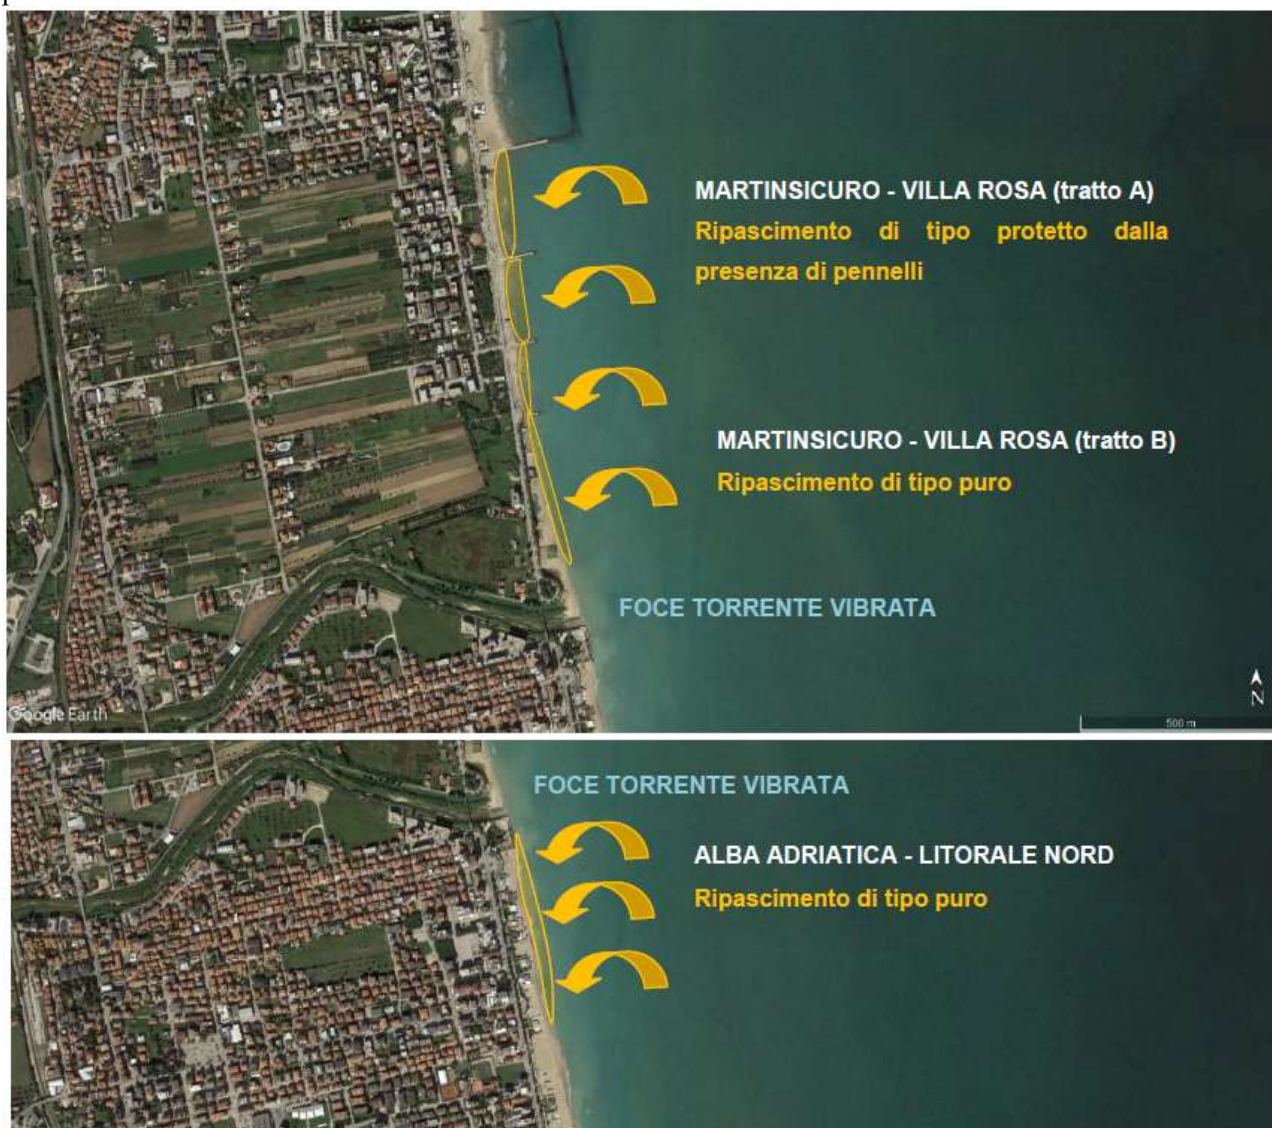 MARTINSICURO - VILLA ROSA (tratto A)
Ripascimento di tipo protetto dalla
presenza di pennelli
MARTINSICURO - VILLA ROSA (tratto B)
Ripascimento di tipo puro
FOCE TORRENTE VIBRATA
N
Google Earth
500 m
FOCE TORRENTE VIBRATA
ALBA ADRIATICA - LITORALE NORD
Ripascimento di tipo puro